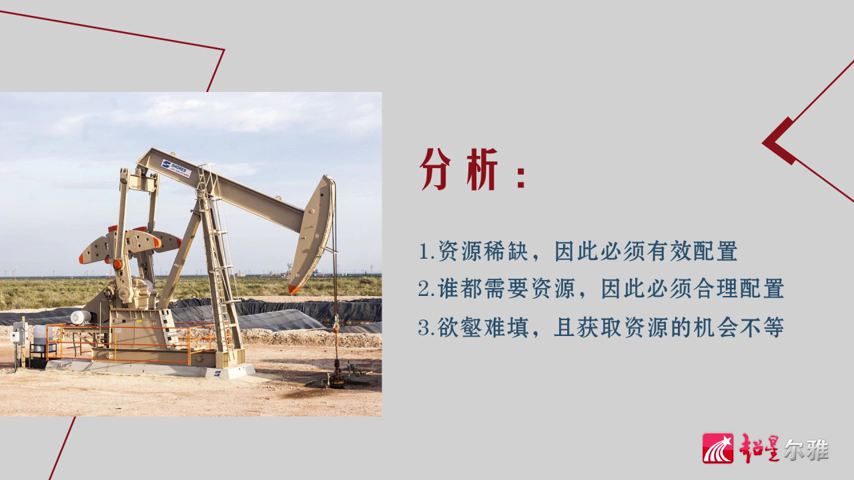 分析：
1.资源稀缺，因此必须有效配置
2.谁都需要资源，因此必须合理配置
3.欲壑难填，且获取资源的机会不等
超星尔雅